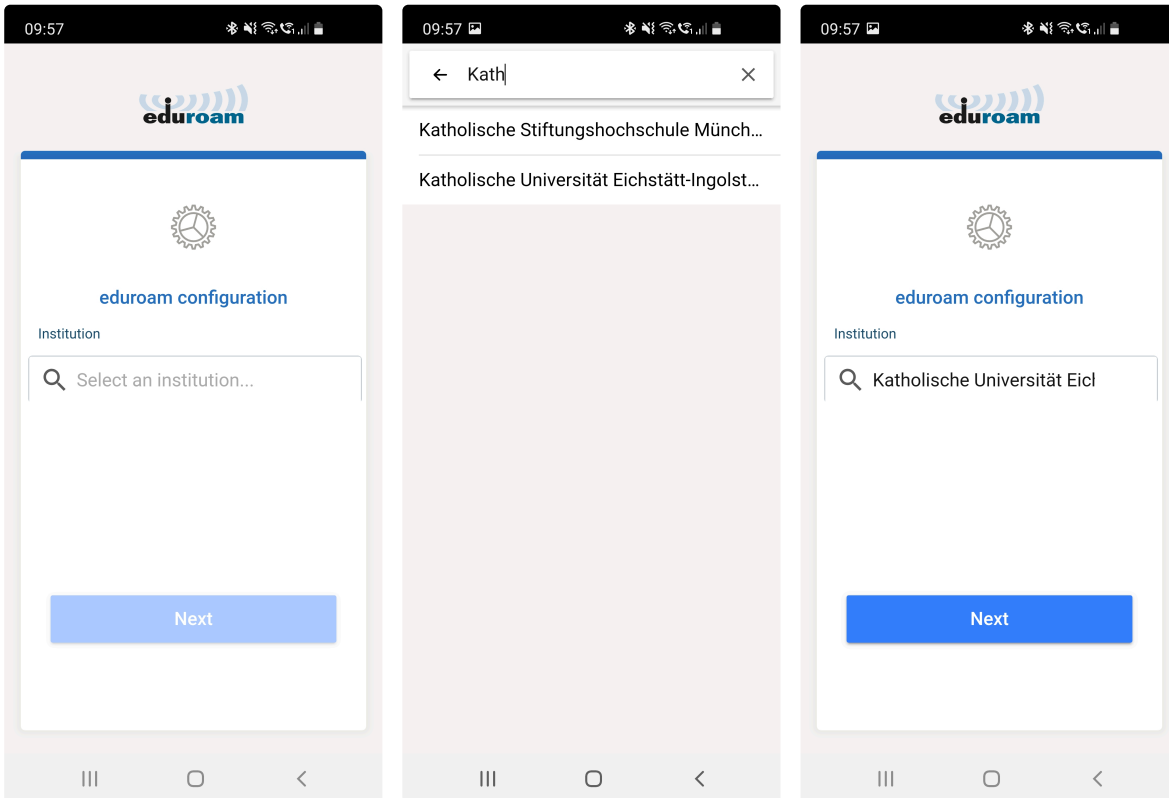 09:57
eduroam
eduroam configuration
Institution
Select an institution...
Next
09:57
Kath
Katholische Stiftungshochschule Münch...
Katholische Universität Eichstätt-Ingolst...
09:57
eduroam
eduroam configuration
Institution
Katholische Universität Eich
Next